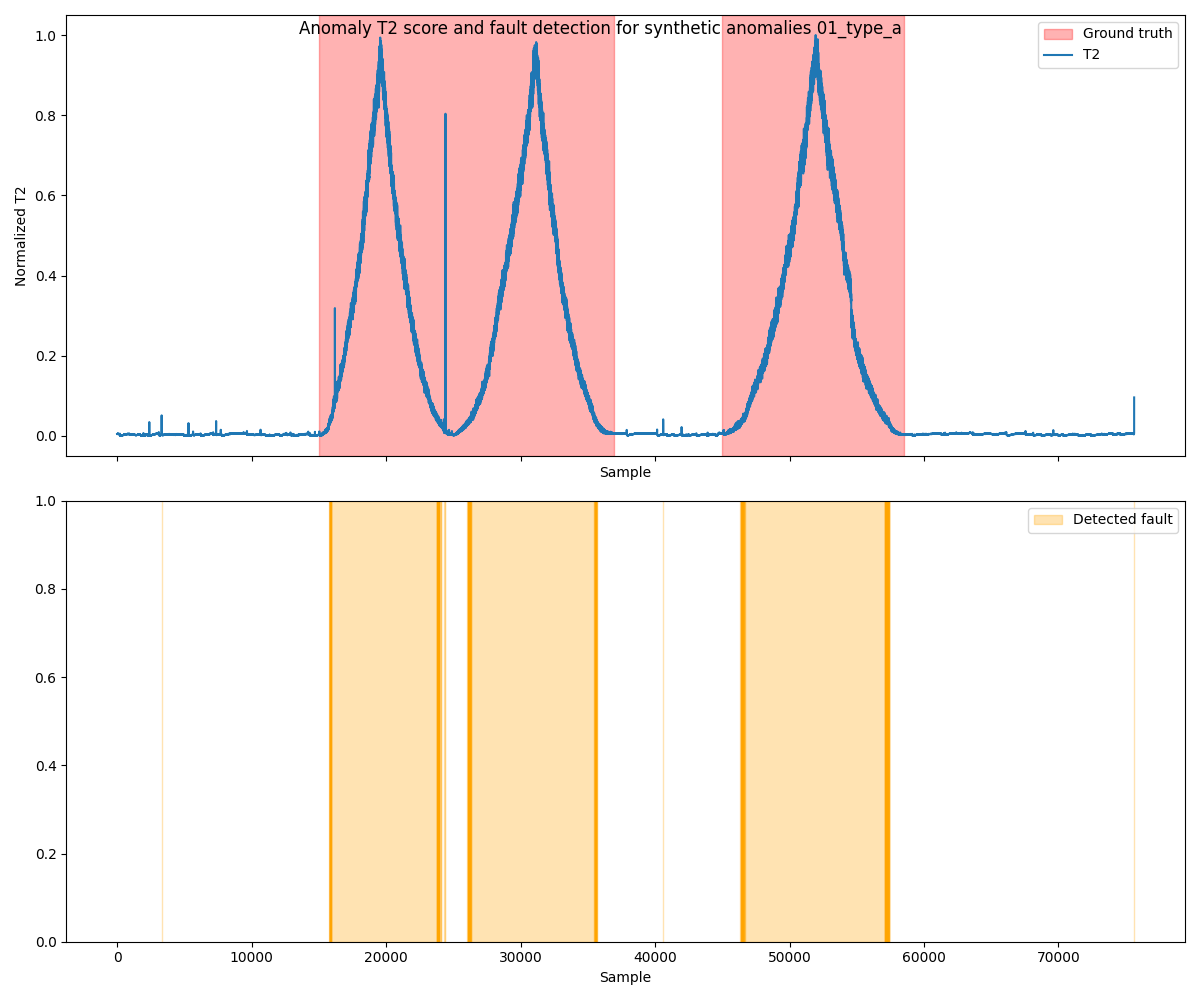 Anomaly T2 score and fault detection for synthetic anomalies 01_type_a
Ground truth
T2
1.0
0.8
0.6
0.4
0.2
0.0
Normalized T2
Sample
Detected fault
1.0
0.8
0.6
0.4
0.2
0.0
0 10000 20000 30000 40000 50000 60000 70000
Sample